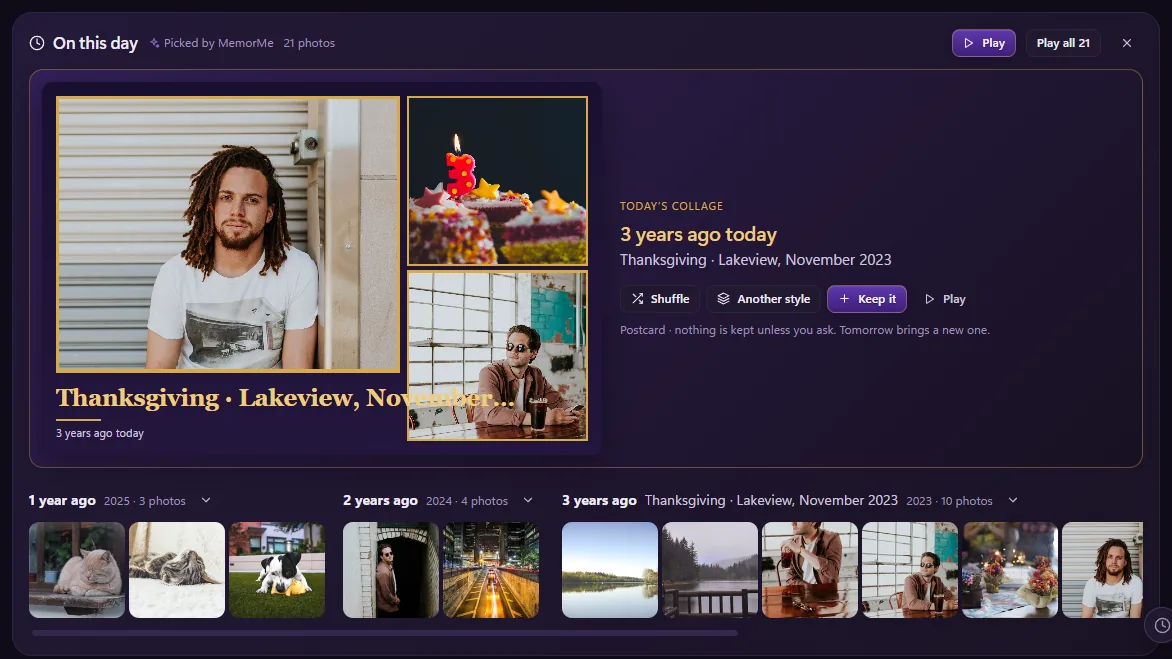 On this day
Picked by MemorMe
21 photos
Play
Play all 21
TODAY'S COLLAGE
3 years ago today
Thanksgiving · Lakeview, November 2023
Shuffle
Another style
Keep it
Play
Postcard · nothing is kept unless you ask. Tomorrow brings a new one.
Thanksgiving · Lakeview, November...
3 years ago today
1 year ago 2025 · 3 photos
2 years ago 2024 · 4 photos
3 years ago Thanksgiving · Lakeview, November 2023 2023 · 10 photos